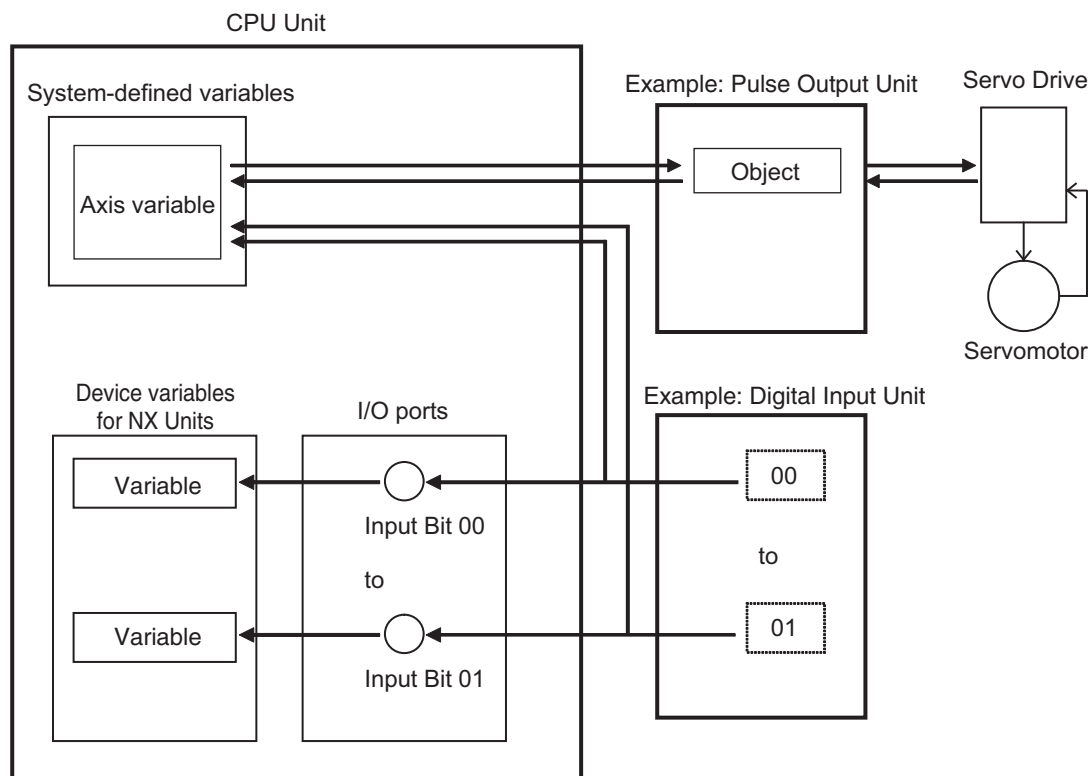 CPU Unit
System-defined variables
Axis variable
Example: Pulse Output Unit
Object
Servo Drive
Servomotor
Device variables
for NX Units
Variable
Variable
I/O ports
Input Bit 00
to
Input Bit 01
Example: Digital Input Unit
00
to
01